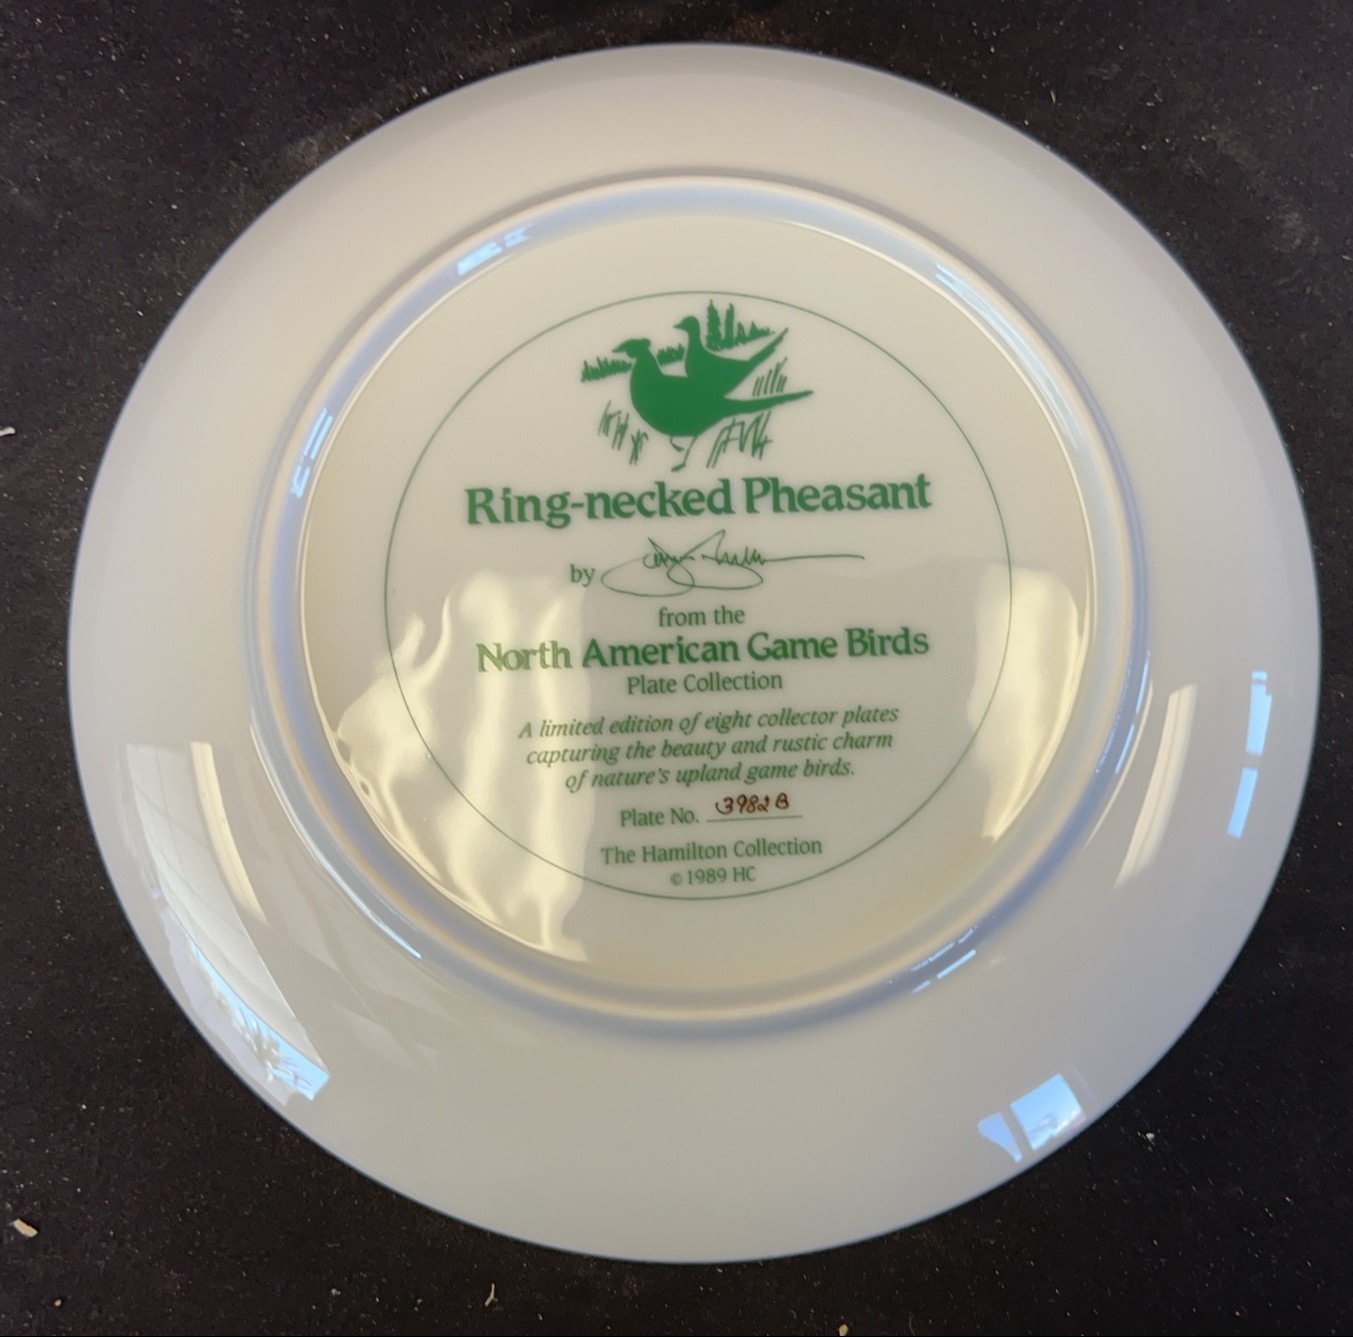 Ring-necked Pheasant
by
from the
North American Game Birds
Plate Collection
A limited edition of eight collector plates
capturing the beauty and rustic charm
of nature's upland game birds.
Plate No. 3982B
The Hamilton Collection
© 1989 HC